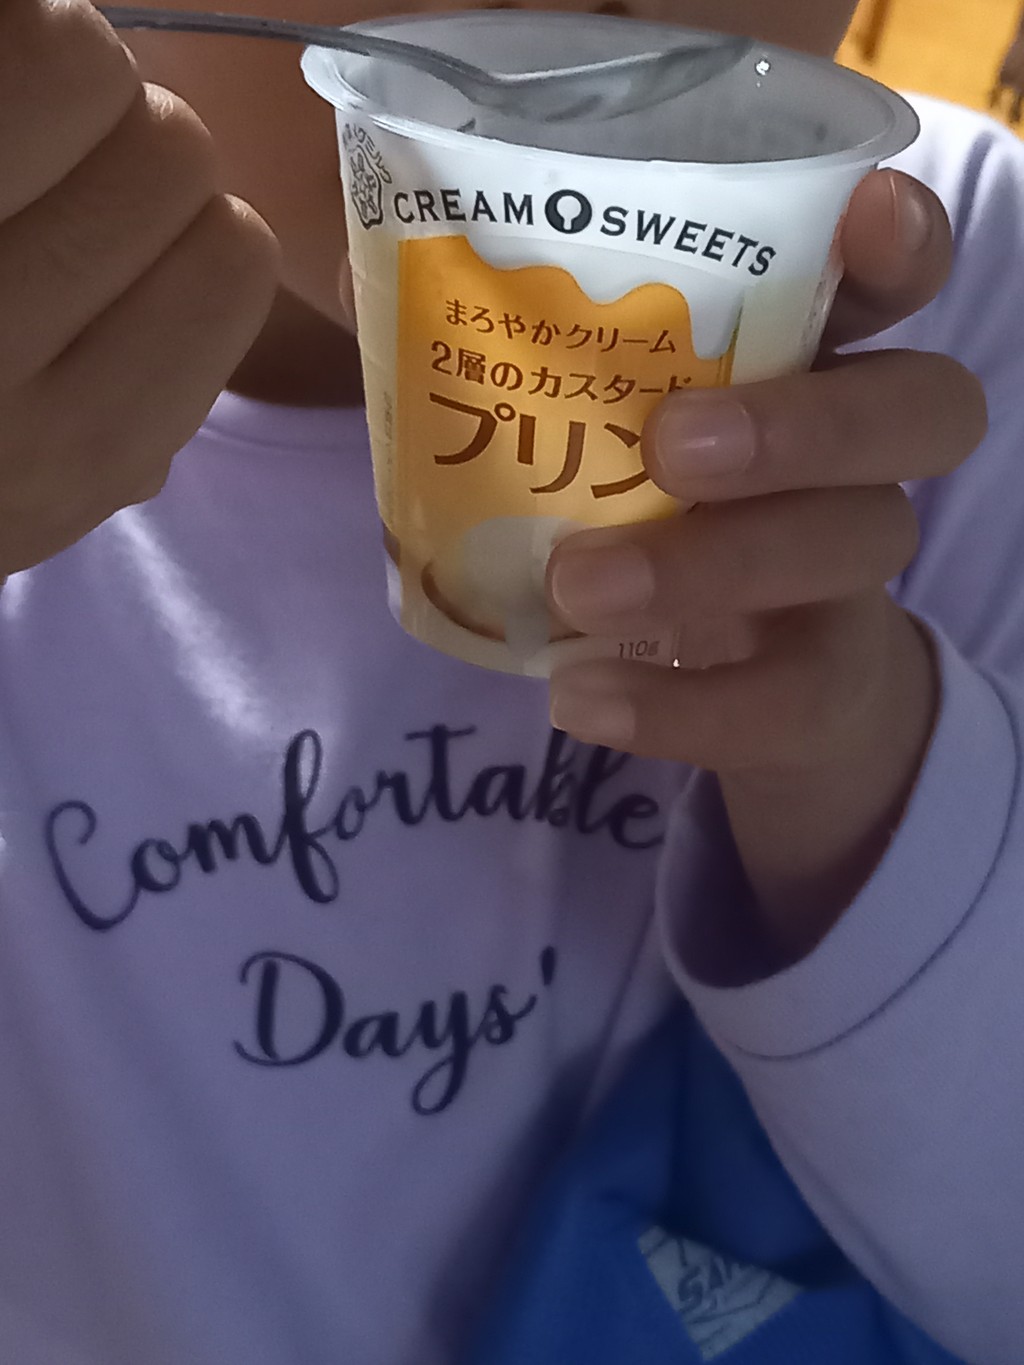 CREAM SWEETS
まろやかクリーム
2層のカスタード
プリン
110g
Comfortable
Days'